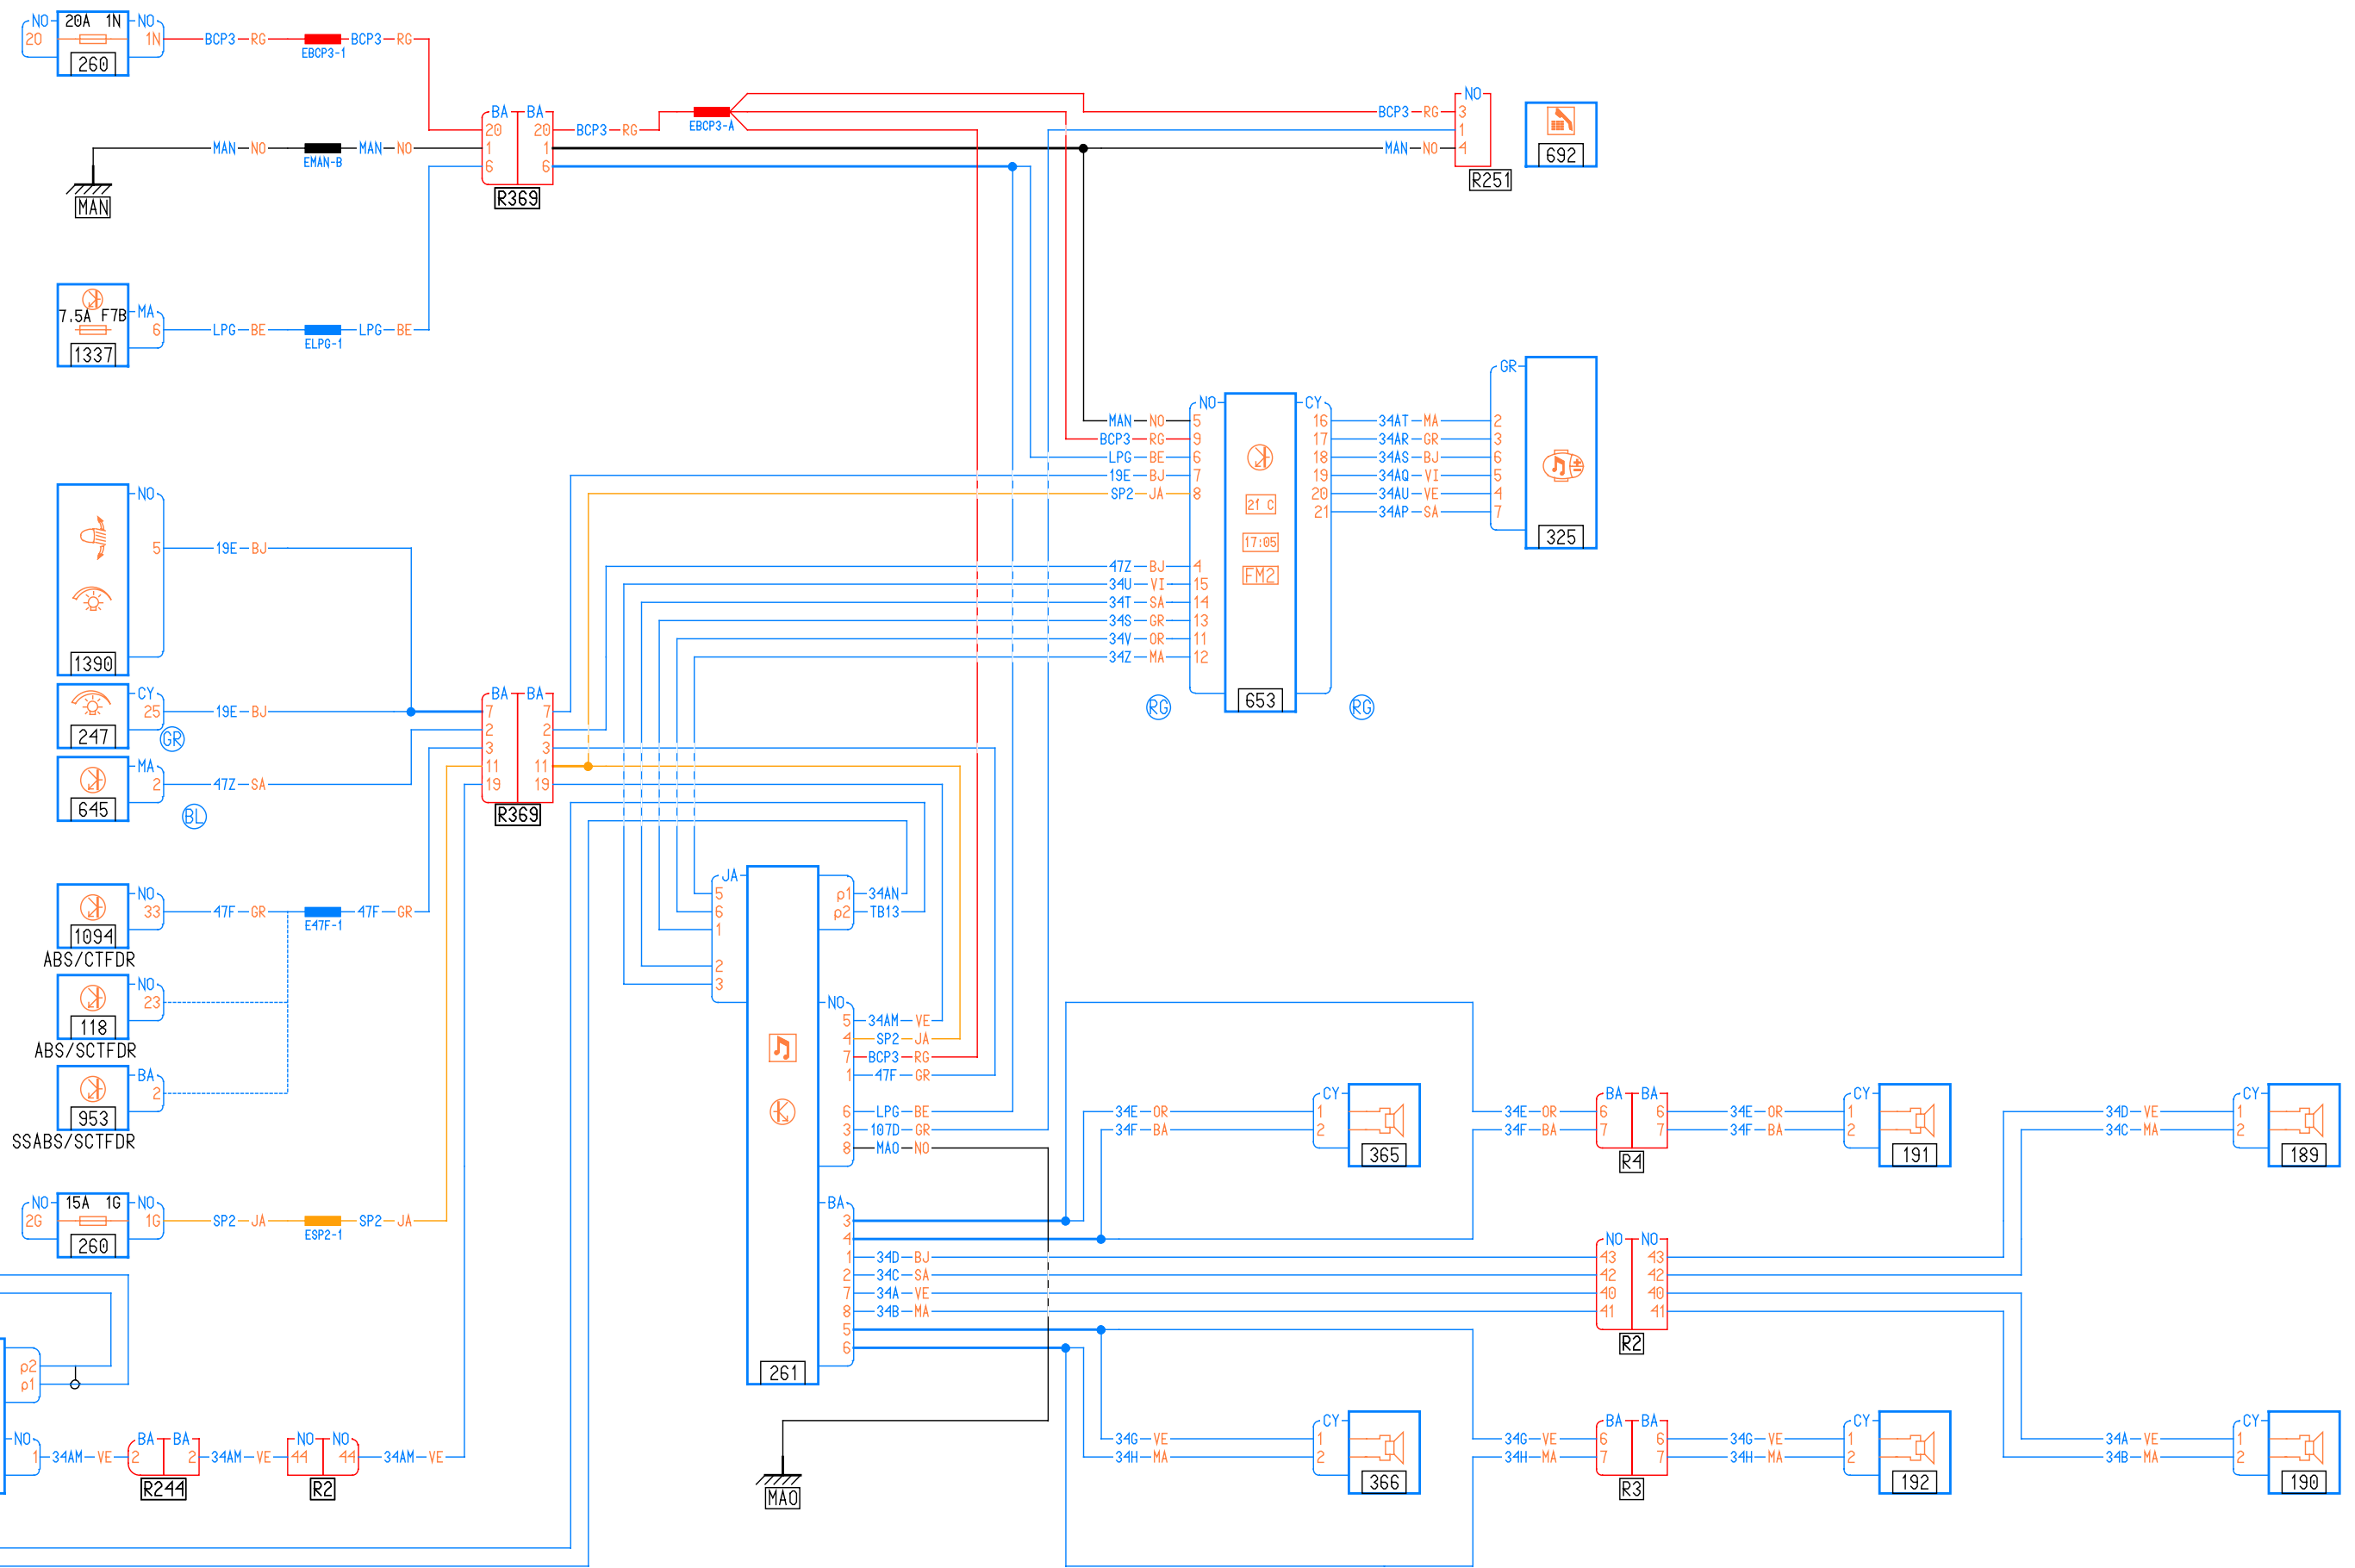 NO 20A 1N NO
20 1N BCP3 RG EBCP3-1 BCP3 RG
260
NO
BA BA BCP3 RG 3
20 20 BCP3 RG EBCP3-A 1
MAN NO EMAN-B MAN NO 1 1 MAN NO 4
6 6 692
R251
R369
MAN
MA
7.5A F7B
6 LPG BE ELPG-1 LPG BE
1337
GR
NO CY
MAN NO 5 16 34AT MA 2
BCP3 RG 9 17 34AR GR 3
LPG BE 6 18 34AS BJ 6
19E BJ 7 19 34AQ VI 5
SP2 JA 8 20 34AU VE 4
21 C 21 34AP SA 7
325
17:05
FM2
NO
5 19E BJ
47Z BJ 4
34U VI 15
34T SA 14
34S GR 13
34V OR 11
34Z MA 12
1390
653
RG RG
CY BA BA
25 19E BJ 7 7
247 GR 2 2
3 3
MA 11 11
2 47Z SA 19 19
645 BL R369
NO
33 47F GR E47F-1 47F GR
1094
ABS/CTFDR
JA
5 p1 34AN
6 p2 TB13
1
2
3
NO
23
118
ABS/SCTFDR
NO
5 34AM VE
4 SP2 JA
7 BCP3 RG
1 47F GR
6 LPG BE
3 107D GR
8 MAO NO
BA
2
953
SSABS/SCTFDR
CY BA BA CY CY
34E OR 1 34E OR 6 6 34E OR 1 34D VE 1
34F BA 2 34F BA 7 7 34F BA 2 34C MA 2
365 R4 191 189
NO 15A 1G NO
2G 1G SP2 JA ESP2-1 SP2 JA
260
BA
3
4 NO NO
1 34D BJ 43 43
2 34C SA 42 42
7 34A VE 40 40
8 34B MA 41 41
5 R2
6
261
p2
p1
NO BA BA NO NO
1 34AM VE 2 2 34AM VE 44 44 34AM VE
R244 R2
MAO
CY BA BA CY CY
34G VE 1 34G VE 6 6 34G VE 1 34A VE 1
34H MA 2 34H MA 7 7 34H MA 2 34B MA 2
366 R3 192 190